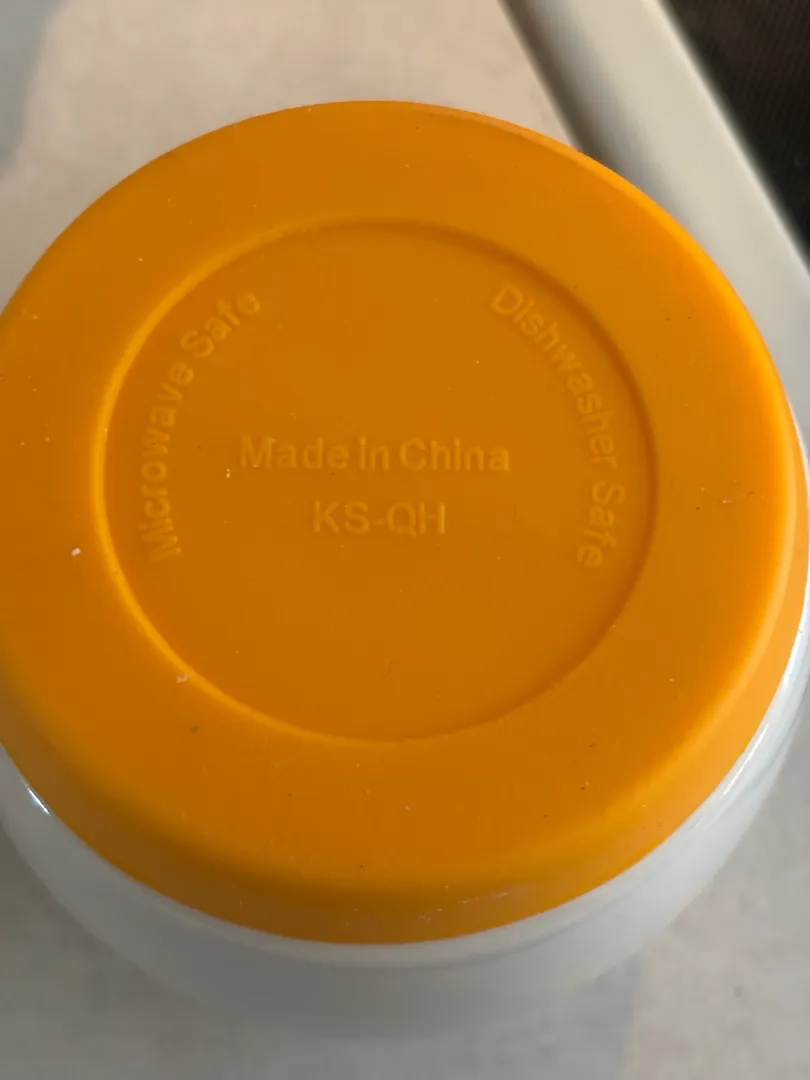 Microwave Safe
Dishwasher Safe
Made in China
KS-QH